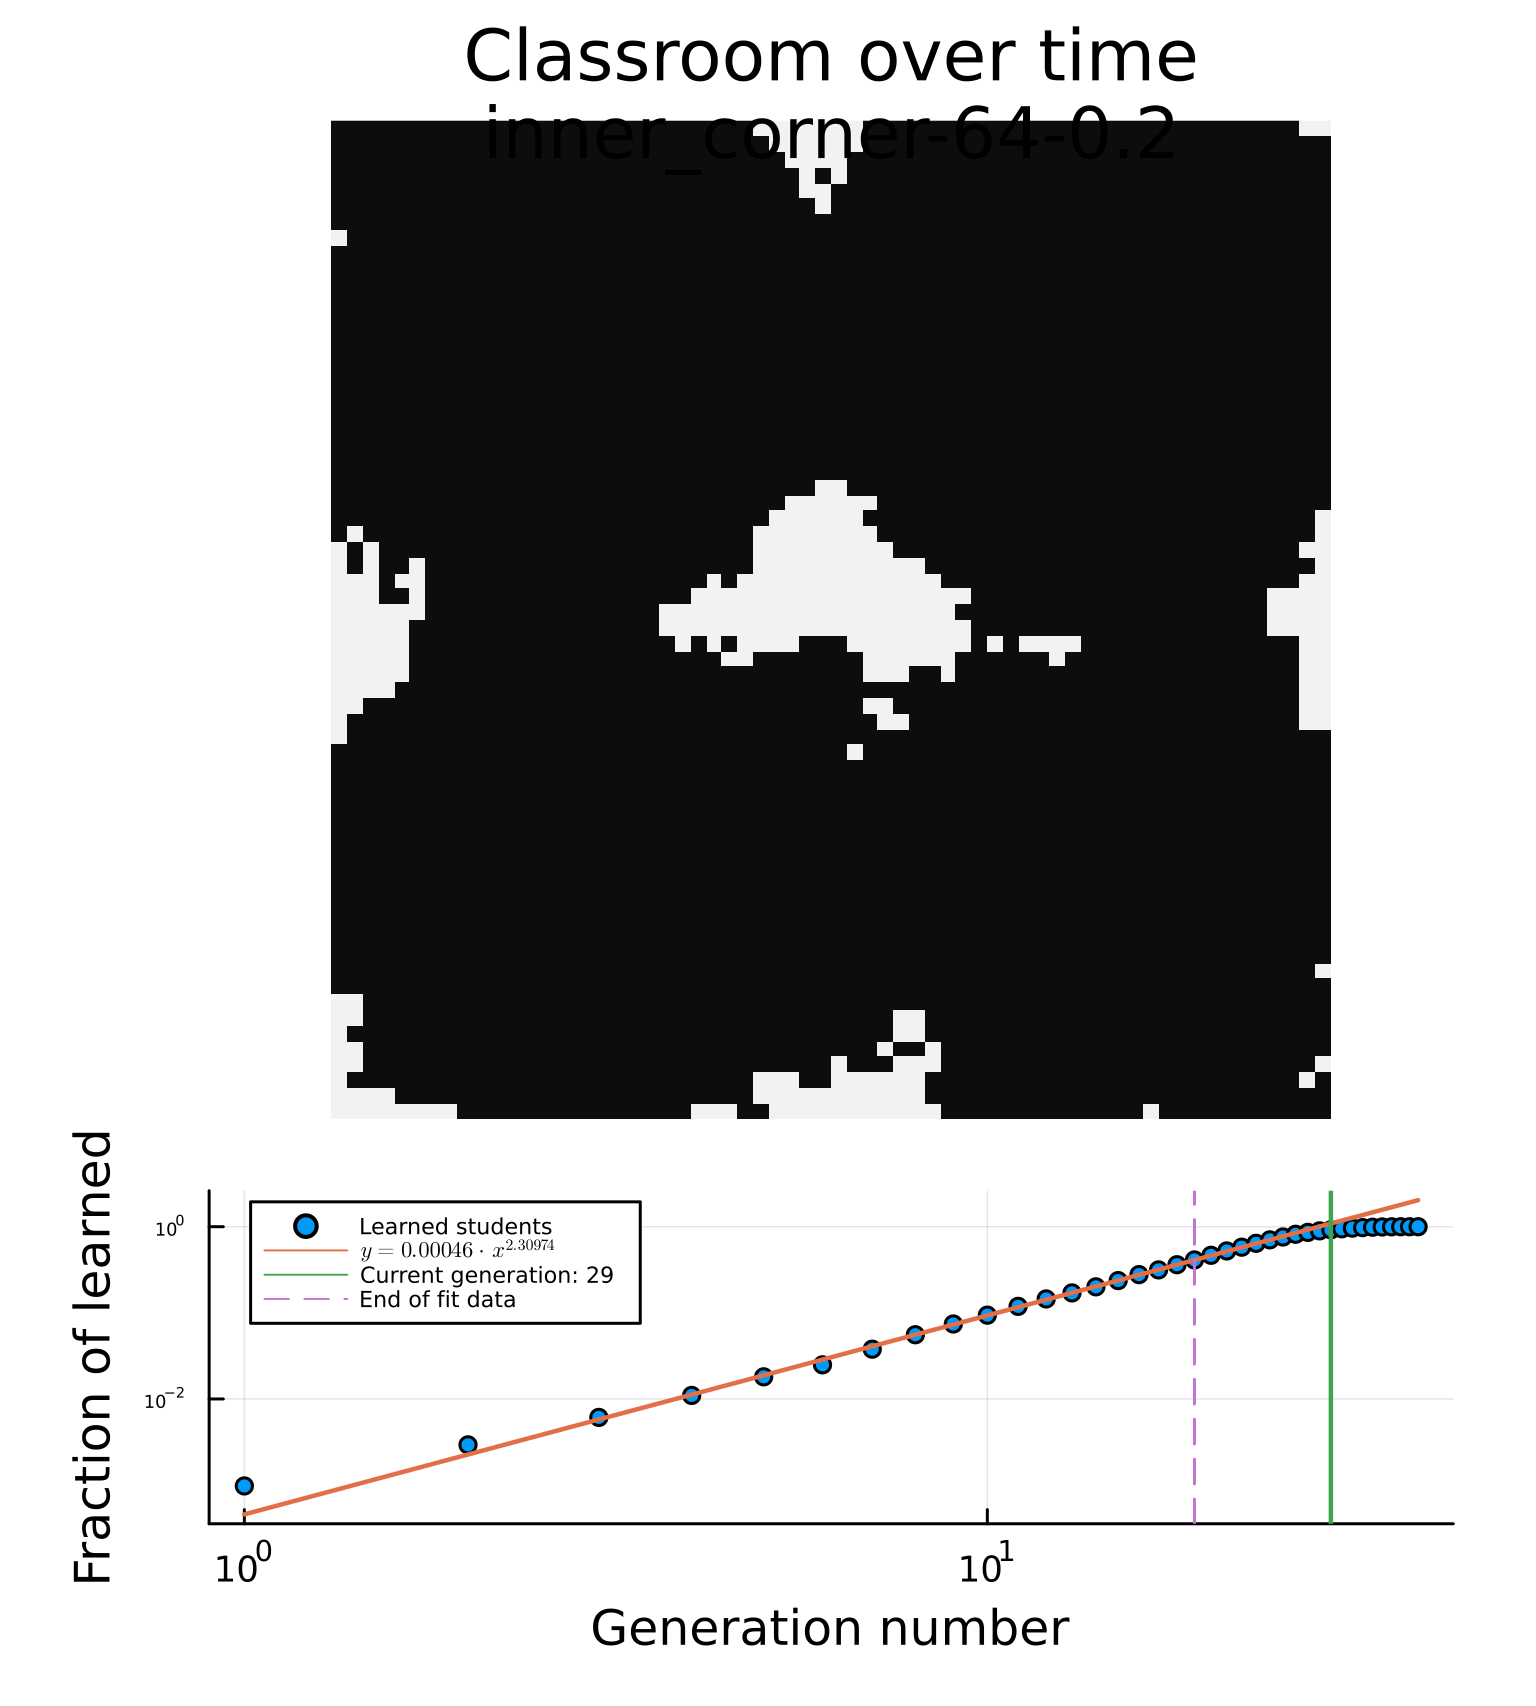 Classroom over time
inner_corner-64-0.2
Fraction of learned
10^0
10^-2
Learned students
y = 0.00046 · x^2.30974
Current generation: 29
End of fit data
10^0
10^1
Generation number